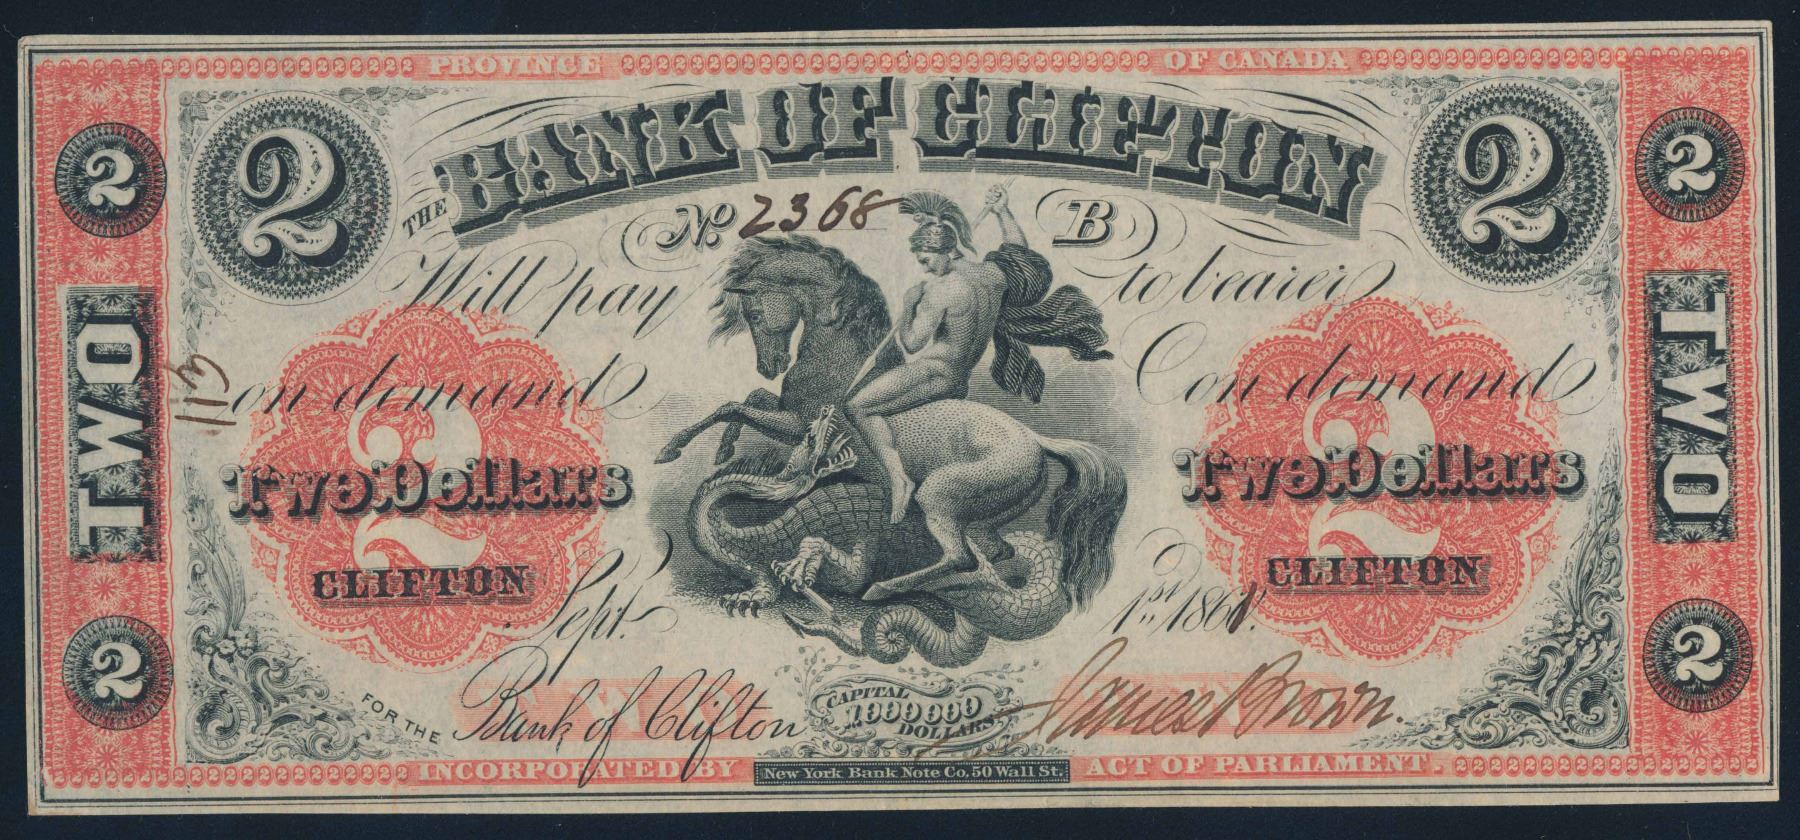 PROVINCE OF CANADA
2 THE BANK OF CLIFTON 2
2 No 2368 B 2
Will pay to bearer
on demand on demand
TWO TWO
2 2
Two Dollars Two Dollars
CLIFTON CLIFTON
Sept. 1st 1861.
2 FOR THE Bank of Clifton CAPITAL 1000000 DOLLARS James Brown. 2
INCORPORATED BY New York Bank Note Co. 50 Wall St. ACT OF PARLIAMENT.